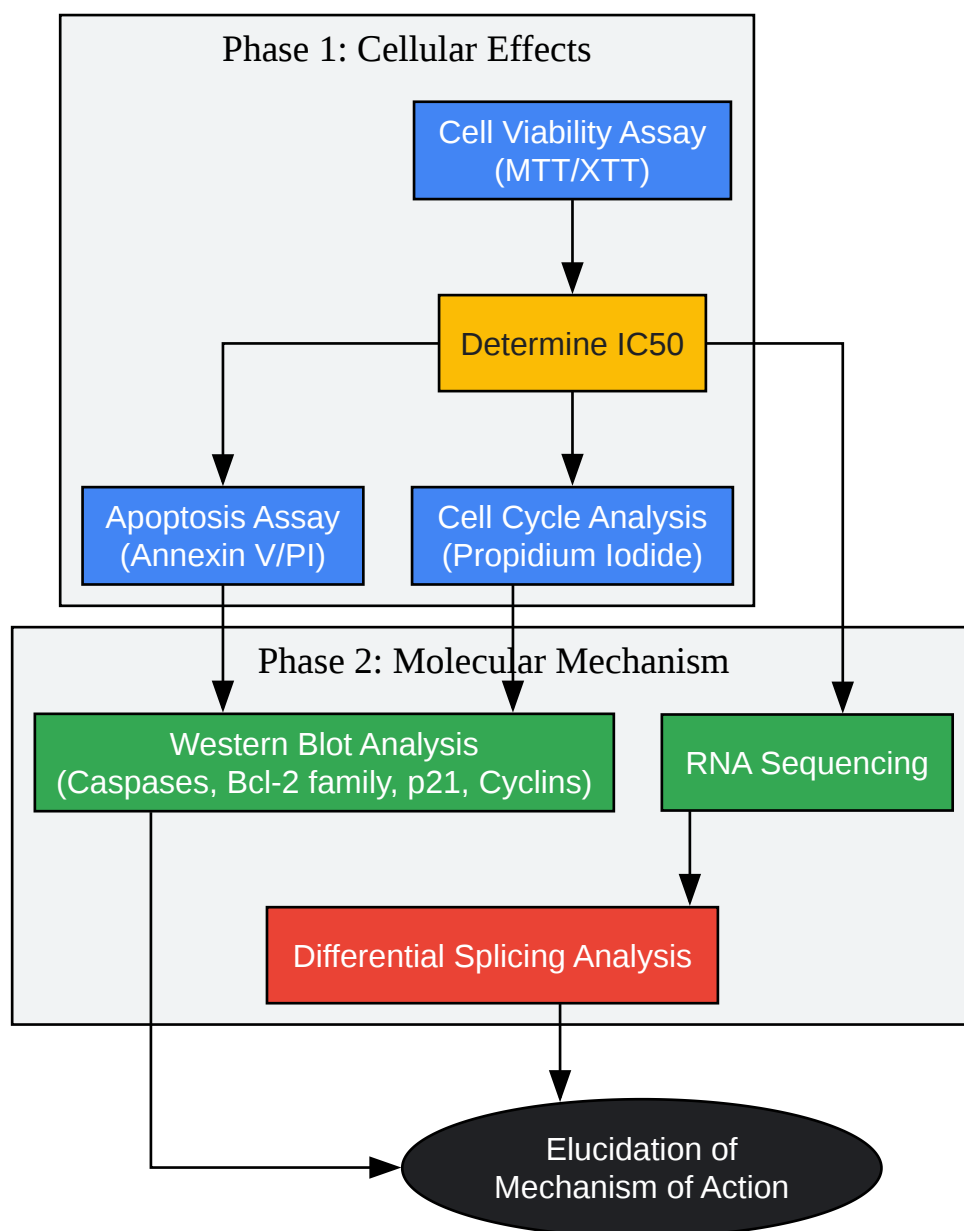 Phase 1: Cellular Effects
Cell Viability Assay
(MTT/XTT)
Determine IC50
Apoptosis Assay
(Annexin V/PI)
Cell Cycle Analysis
(Propidium Iodide)
Phase 2: Molecular Mechanism
Western Blot Analysis
(Caspases, Bcl-2 family, p21, Cyclins)
RNA Sequencing
Differential Splicing Analysis
Elucidation of
Mechanism of Action